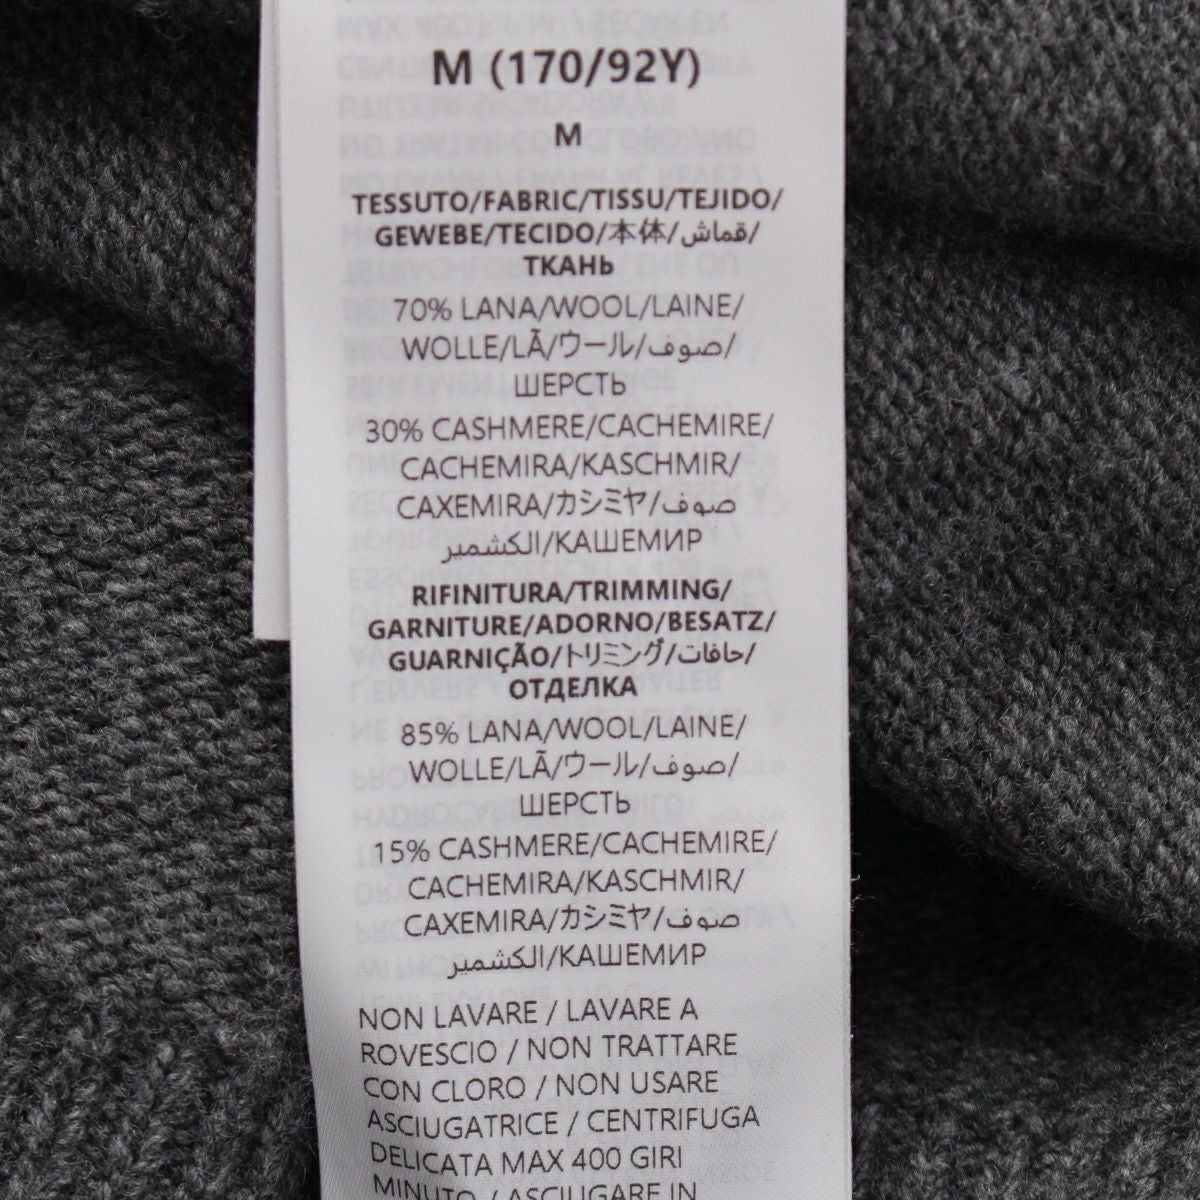 M (170/92Y)
M
TESSUTO/FABRIC/TISSU/TEJIDO/
GEWEBE/TECIDO/本体/قماش/
ТКАНЬ
70% LANA/WOOL/LAINE/
WOLLE/LÃ/ウール/صوف/
ШЕРСТЬ
30% CASHMERE/CACHEMIRE/
CACHEMIRA/KASCHMIR/
CAXEMIRA/カシミヤ/صوف
الكشمير/КАШЕМИР
RIFINITURA/TRIMMING/
GARNITURE/ADORNO/BESATZ/
GUARNIÇÃO/トリミング/حافات/
ОТДЕЛКА
85% LANA/WOOL/LAINE/
WOLLE/LÃ/ウール/صوف/
ШЕРСТЬ
15% CASHMERE/CACHEMIRE/
CACHEMIRA/KASCHMIR/
CAXEMIRA/カシミヤ/صوف
الكشمير/КАШЕМИР
NON LAVARE / LAVARE A
ROVESCIO / NON TRATTARE
CON CLORO / NON USARE
ASCIUGATRICE / CENTRIFUGA
DELICATA MAX 400 GIRI
MINUTO / ASCIUGARE IN